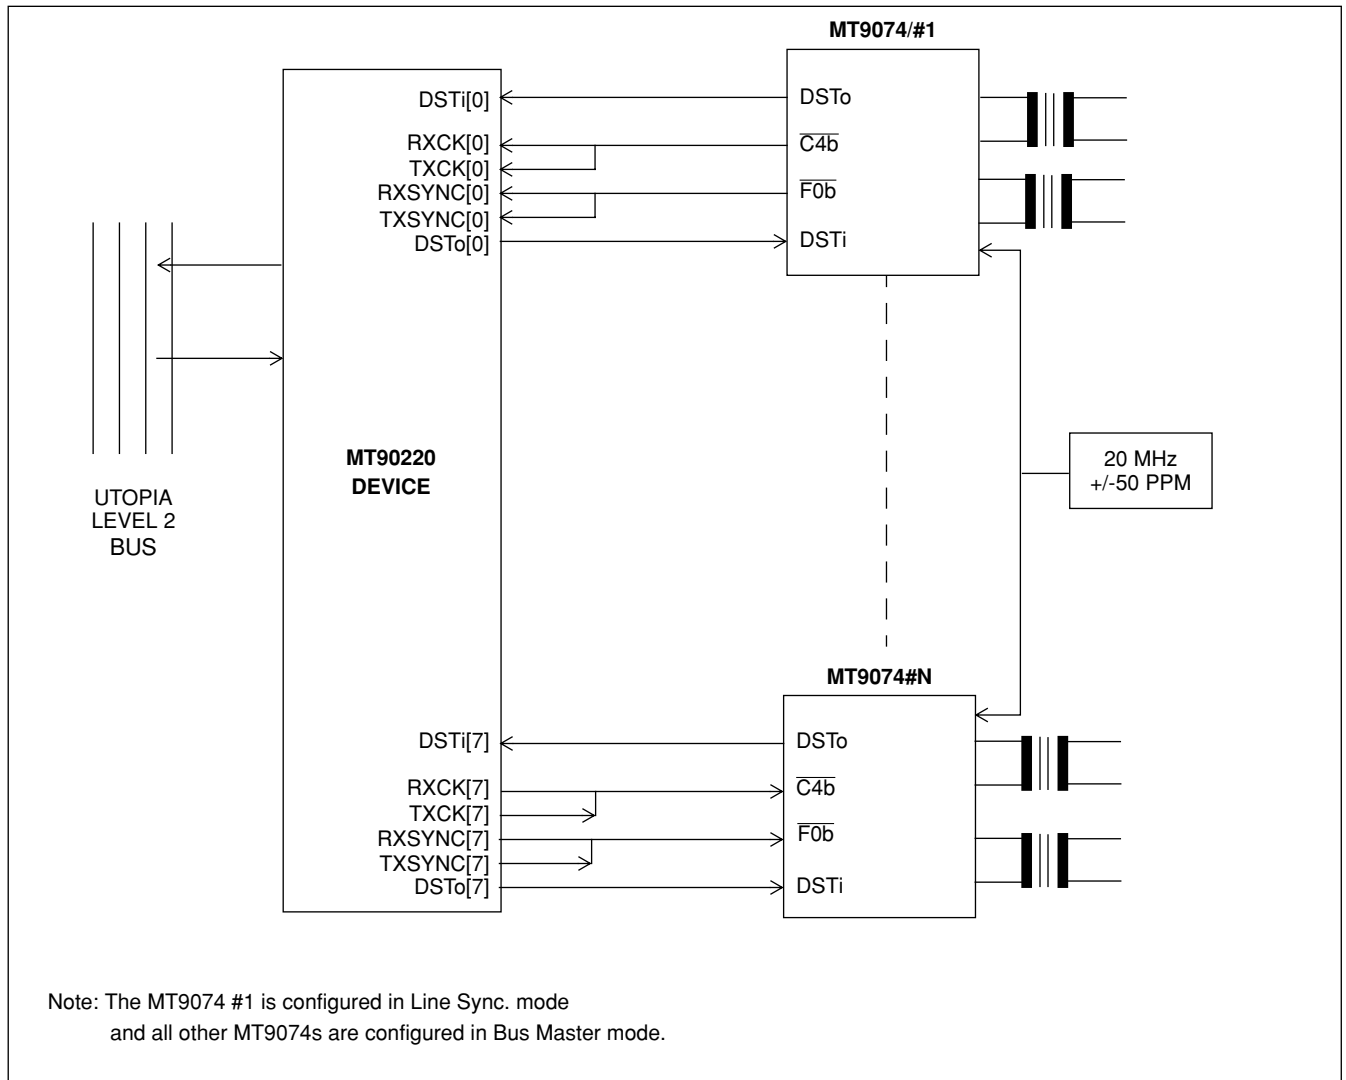 MT9074/#1
DSTi[0]
RXCK[0]
TXCK[0]
RXSYNC[0]
TXSYNC[0]
DSTo[0]
DSTo
C4b
F0b
DSTi
MT90220
DEVICE
UTOPIA
LEVEL 2
BUS
20 MHz
+/-50 PPM
MT9074#N
DSTi[7]
RXCK[7]
TXCK[7]
RXSYNC[7]
TXSYNC[7]
DSTo[7]
DSTo
C4b
F0b
DSTi
Note: The MT9074 #1 is configured in Line Sync. mode
and all other MT9074s are configured in Bus Master mode.